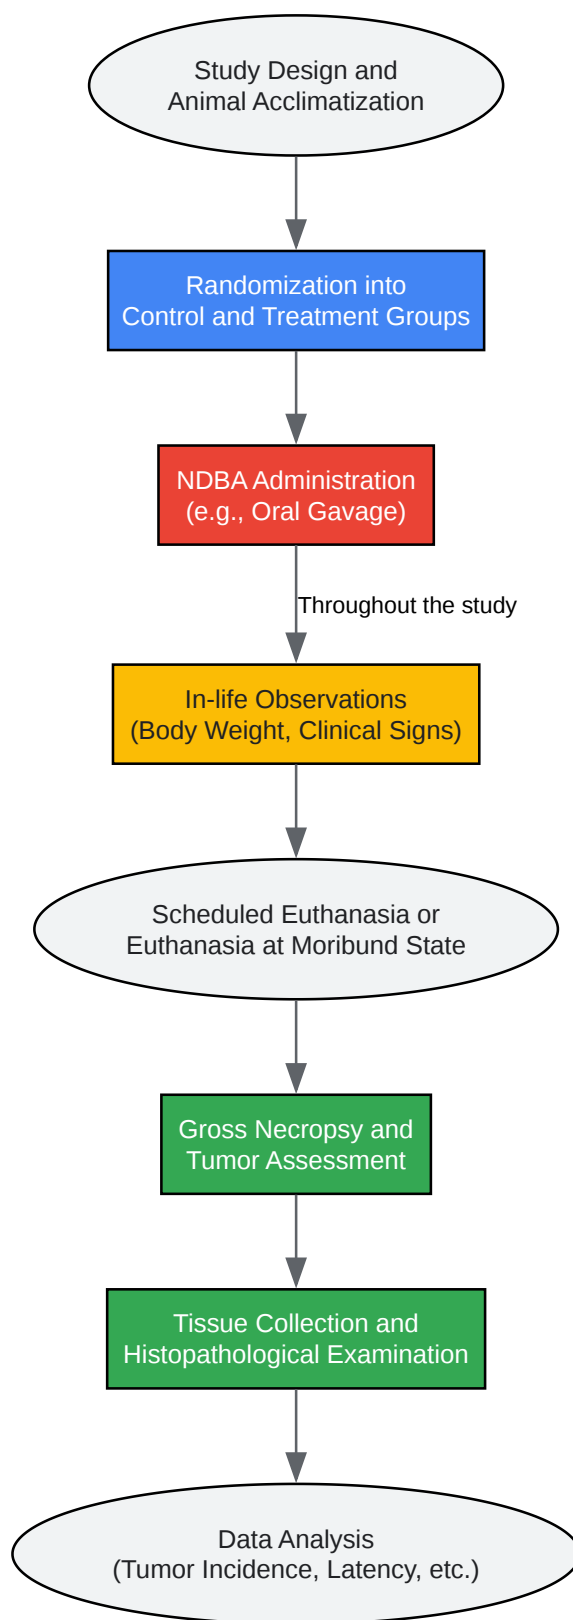 Study Design and
Animal Acclimatization
Randomization into
Control and Treatment Groups
NDBA Administration
(e.g., Oral Gavage)
Throughout the study
In-life Observations
(Body Weight, Clinical Signs)
Scheduled Euthanasia or
Euthanasia at Moribund State
Gross Necropsy and
Tumor Assessment
Tissue Collection and
Histopathological Examination
Data Analysis
(Tumor Incidence, Latency, etc.)